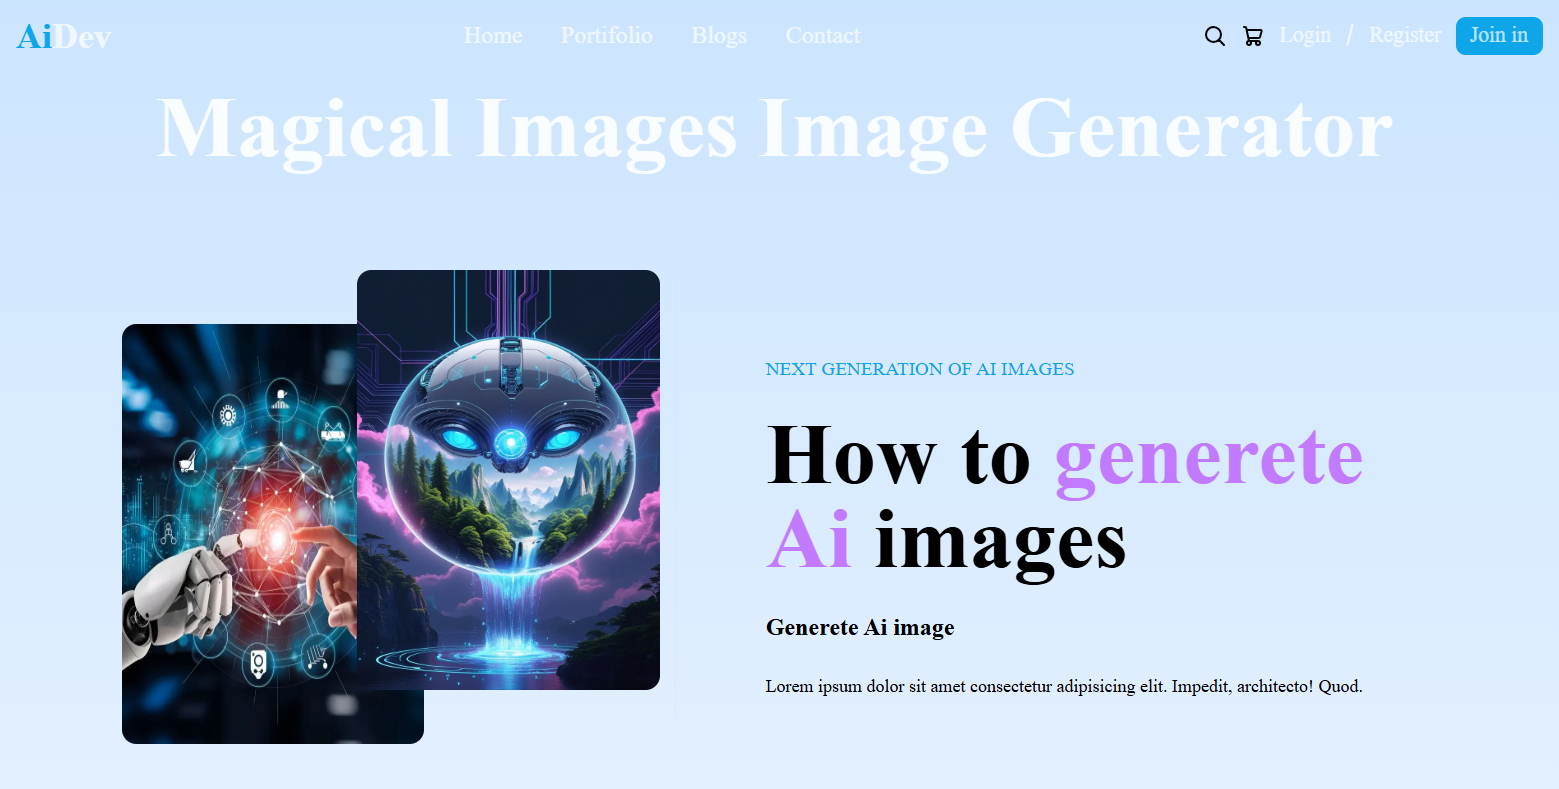 AiDev Home Portifolio Blogs Contact Login / Register Join in
Magical Images Image Generator
NEXT GENERATION OF AI IMAGES
How to generete
Ai images
Generete Ai image
Lorem ipsum dolor sit amet consectetur adipisicing elit. Impedit, architecto! Quod.